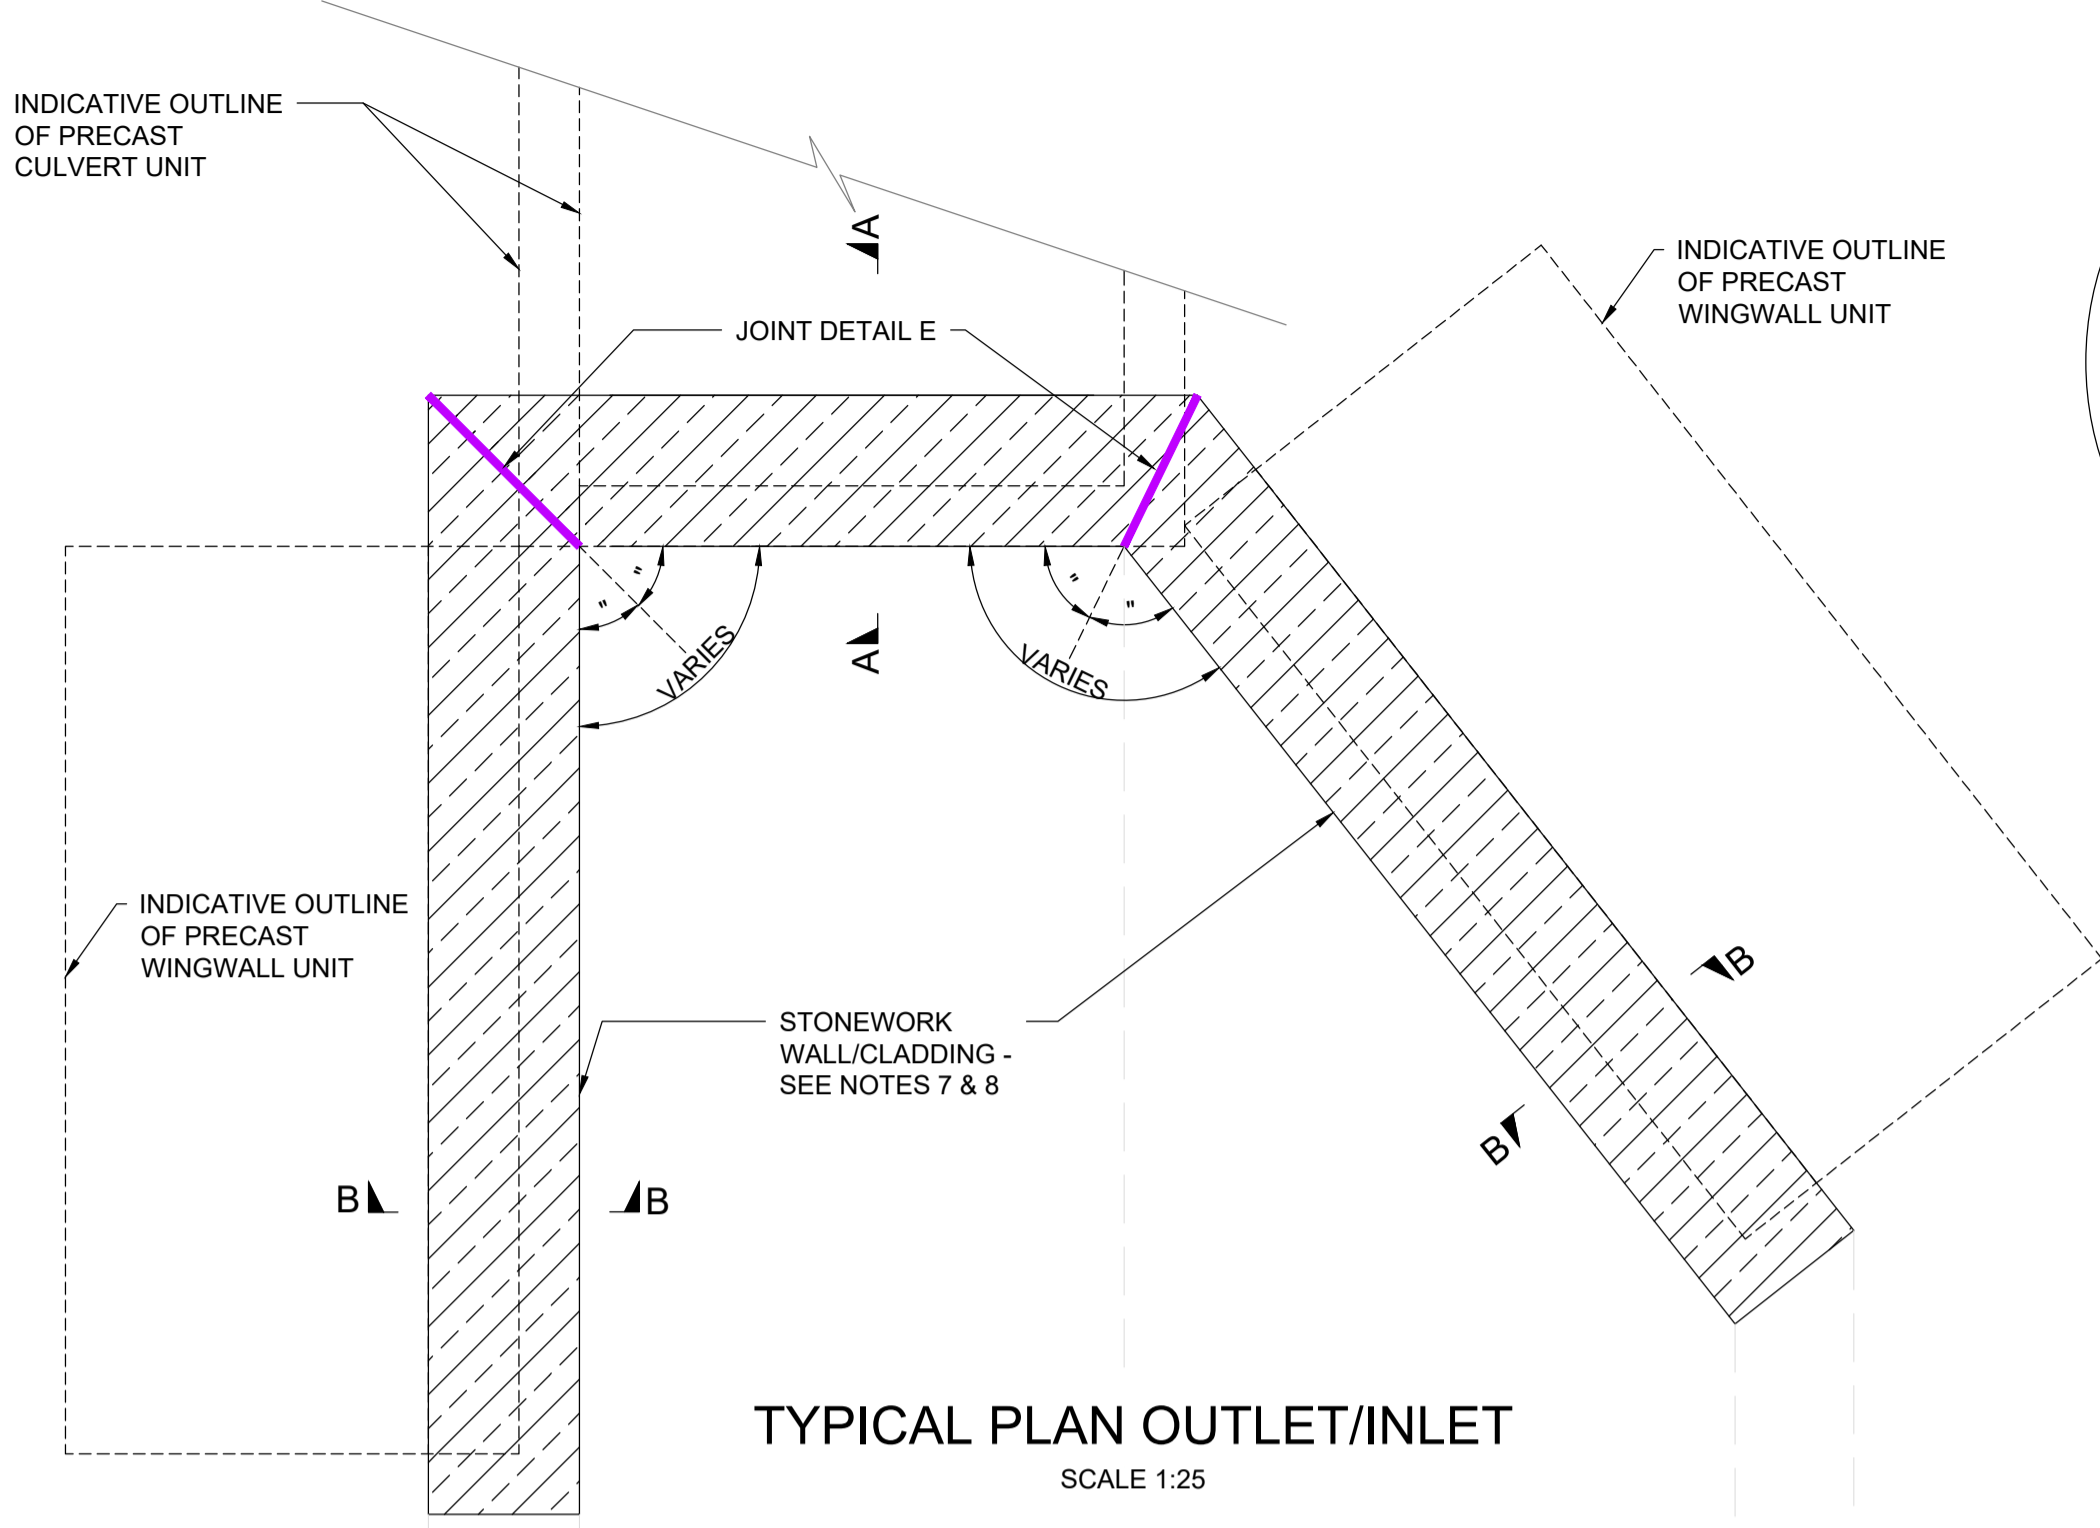 INDICATIVE OUTLINE
OF PRECAST
CULVERT UNIT
A
INDICATIVE OUTLINE
OF PRECAST
WINGWALL UNIT
JOINT DETAIL E
"
"
VARIES
"
"
VARIES
A
INDICATIVE OUTLINE
OF PRECAST
WINGWALL UNIT
B
STONEWORK
WALL/CLADDING -
SEE NOTES 7 & 8
B
B
B
TYPICAL PLAN OUTLET/INLET
SCALE 1:25